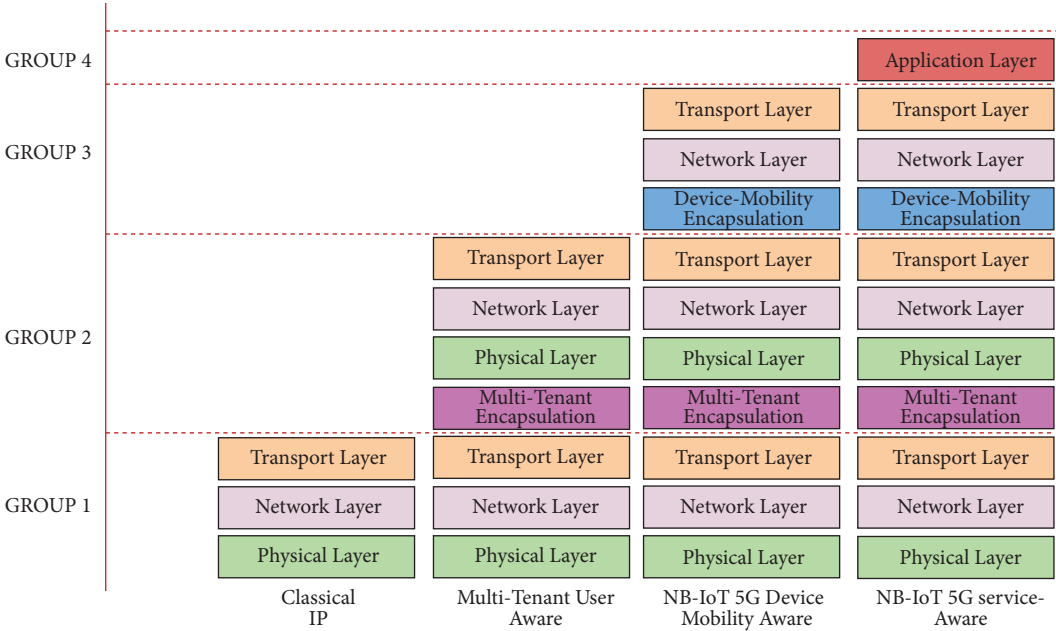 GROUP 4
Application Layer
GROUP 3
Transport Layer
Transport Layer
Network Layer
Network Layer
Device-Mobility
Encapsulation
Device-Mobility
Encapsulation
GROUP 2
Transport Layer
Transport Layer
Transport Layer
Network Layer
Network Layer
Network Layer
Physical Layer
Physical Layer
Physical Layer
Multi-Tenant
Encapsulation
Multi-Tenant
Encapsulation
Multi-Tenant
Encapsulation
GROUP 1
Transport Layer
Transport Layer
Transport Layer
Transport Layer
Network Layer
Network Layer
Network Layer
Network Layer
Physical Layer
Physical Layer
Physical Layer
Physical Layer
Classical
IP
Multi-Tenant User
Aware
NB-IoT 5G Device
Mobility Aware
NB-IoT 5G service-
Aware